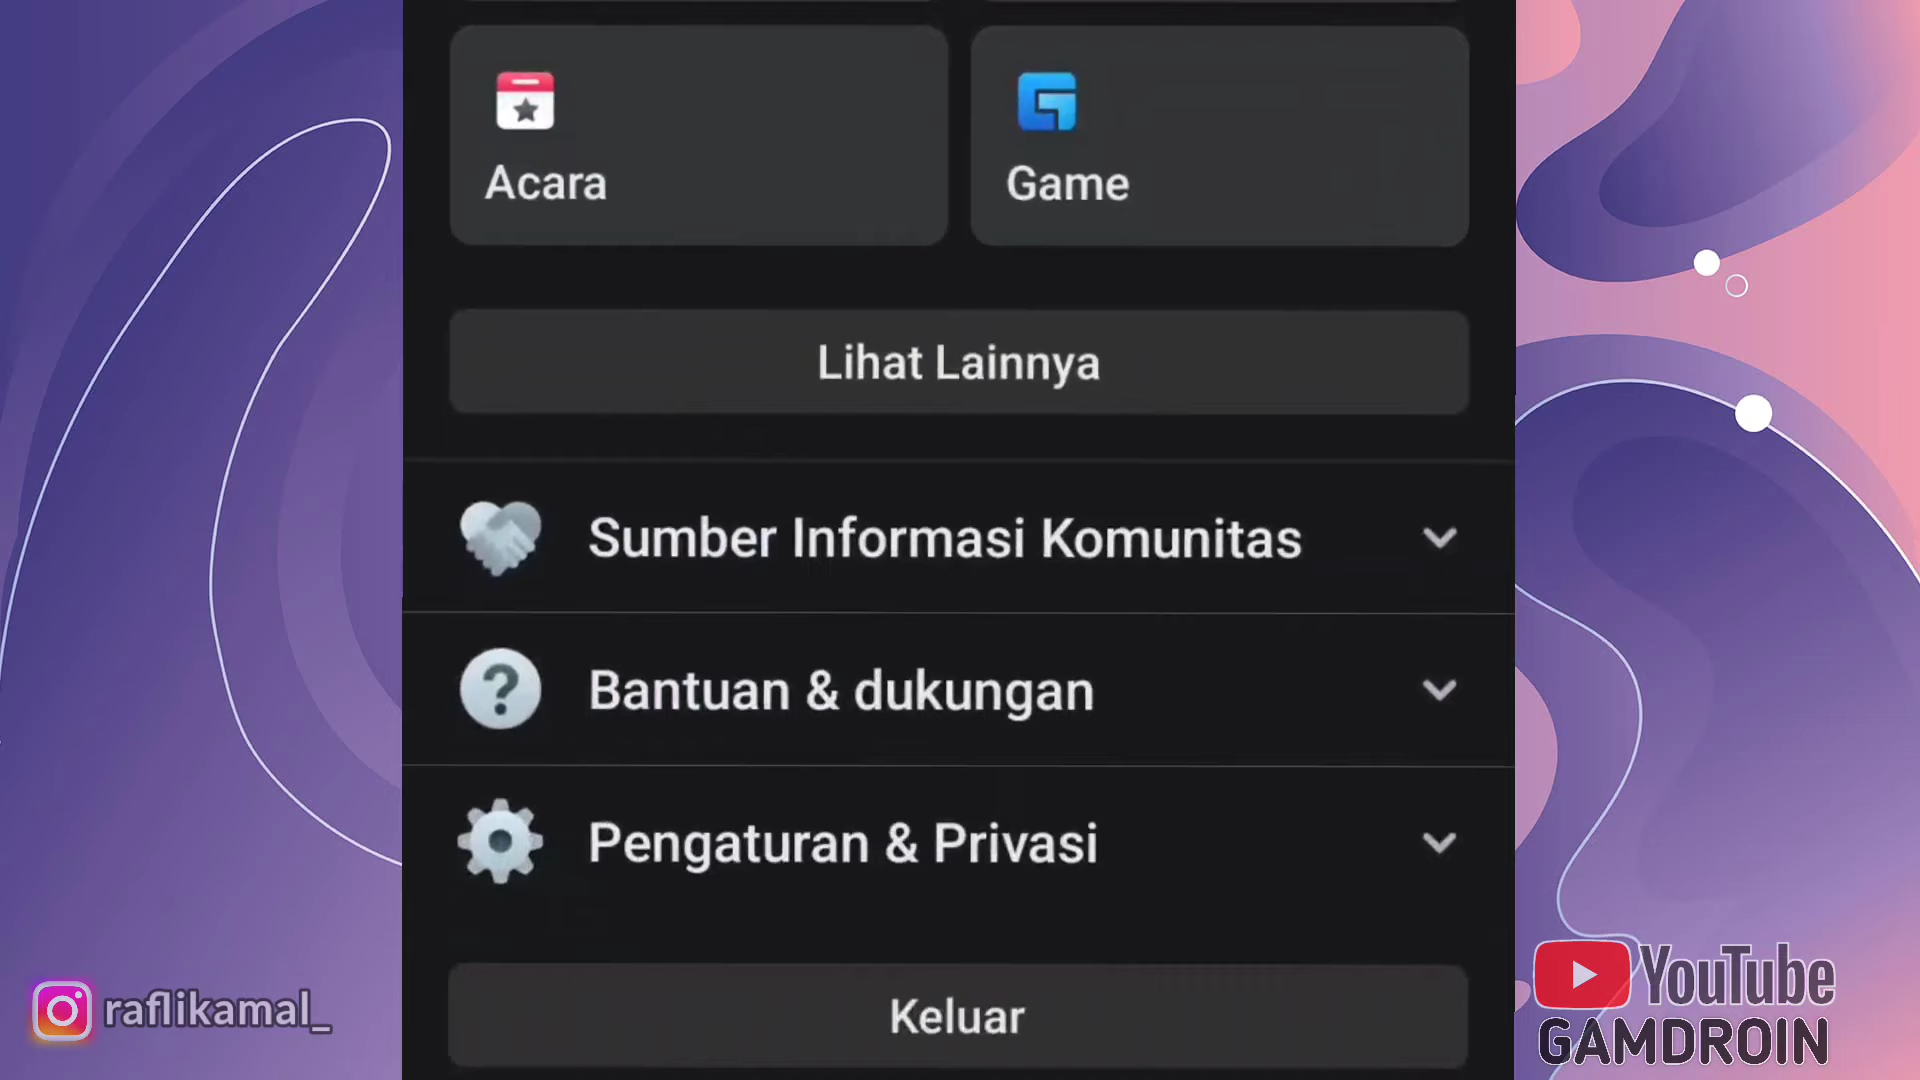 Acara
Game
Lihat Lainnya
Sumber Informasi Komunitas
Bantuan & dukungan
Pengaturan & Privasi
Keluar
raflikamal_
YouTube
GAMDROIN